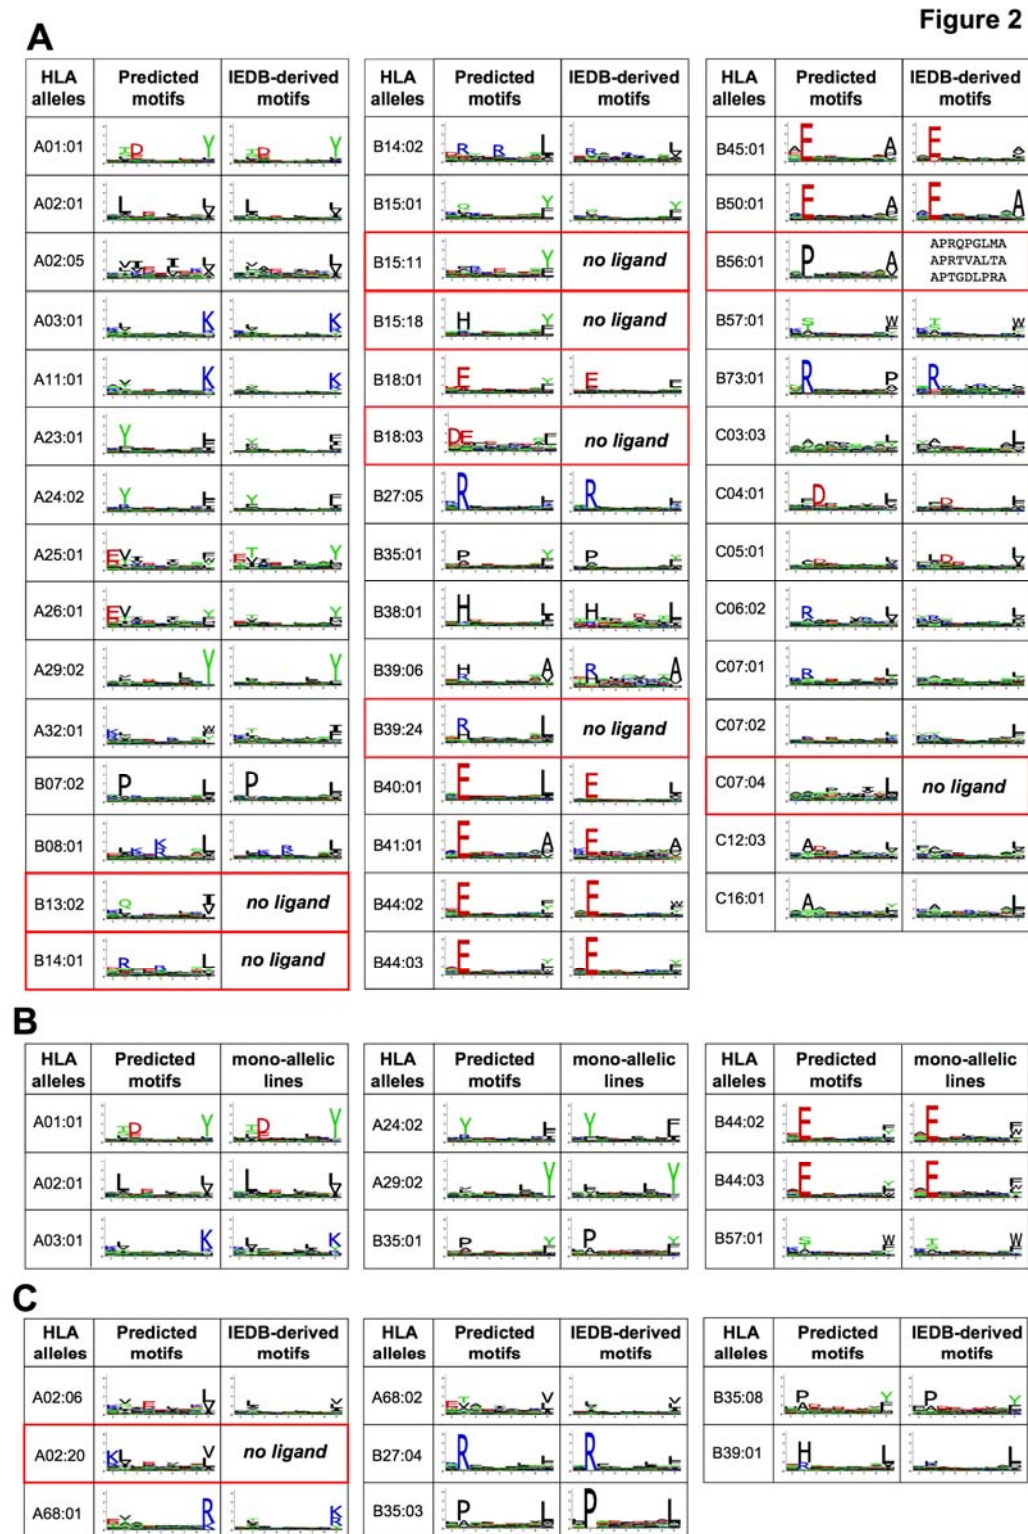 Figure 2
A
HLA alleles Predicted motifs IEDB-derived motifs
A01:01
A02:01
A02:05
A03:01
A11:01
A23:01
A24:02
A25:01
A26:01
A29:02
A32:01
B07:02
B08:01
B13:02 no ligand
B14:01 no ligand
HLA alleles Predicted motifs IEDB-derived motifs
B14:02
B15:01
B15:11 no ligand
B15:18 no ligand
B18:01
B18:03 no ligand
B27:05
B35:01
B38:01
B39:06
B39:24 no ligand
B40:01
B41:01
B44:02
B44:03
HLA alleles Predicted motifs IEDB-derived motifs
B45:01
B50:01
B56:01
APRQPGLMA
APRTVALTA
APTGDLPRA
B57:01
B73:01
C03:03
C04:01
C05:01
C06:02
C07:01
C07:02
C07:04 no ligand
C12:03
C16:01
B
HLA alleles Predicted motifs mono-allelic lines
A01:01
A02:01
A03:01
HLA alleles Predicted motifs mono-allelic lines
A24:02
A29:02
B35:01
HLA alleles Predicted motifs mono-allelic lines
B44:02
B44:03
B57:01
C
HLA alleles Predicted motifs IEDB-derived motifs
A02:06
A02:20 no ligand
A68:01
HLA alleles Predicted motifs IEDB-derived motifs
A68:02
B27:04
B35:03
HLA alleles Predicted motifs IEDB-derived motifs
B35:08
B39:01